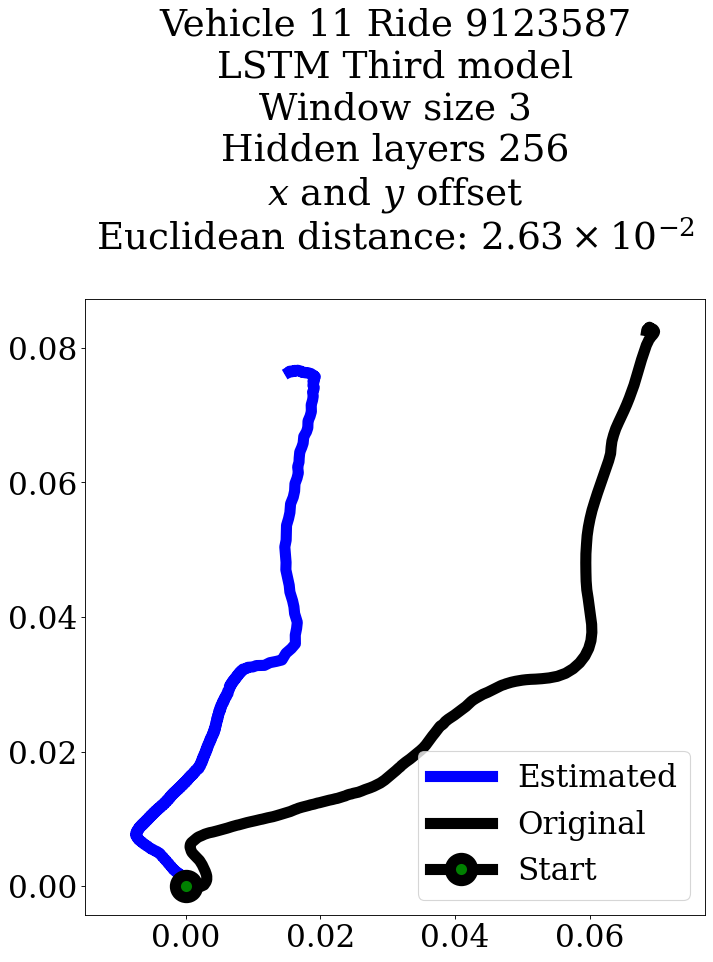 Vehicle 11 Ride 9123587
LSTM Third model
Window size 3
Hidden layers 256
x and y offset
Euclidean distance: 2.63 × 10⁻²
0.08
0.06
0.04
0.02
0.00
Estimated
Original
Start
0.00 0.02 0.04 0.06